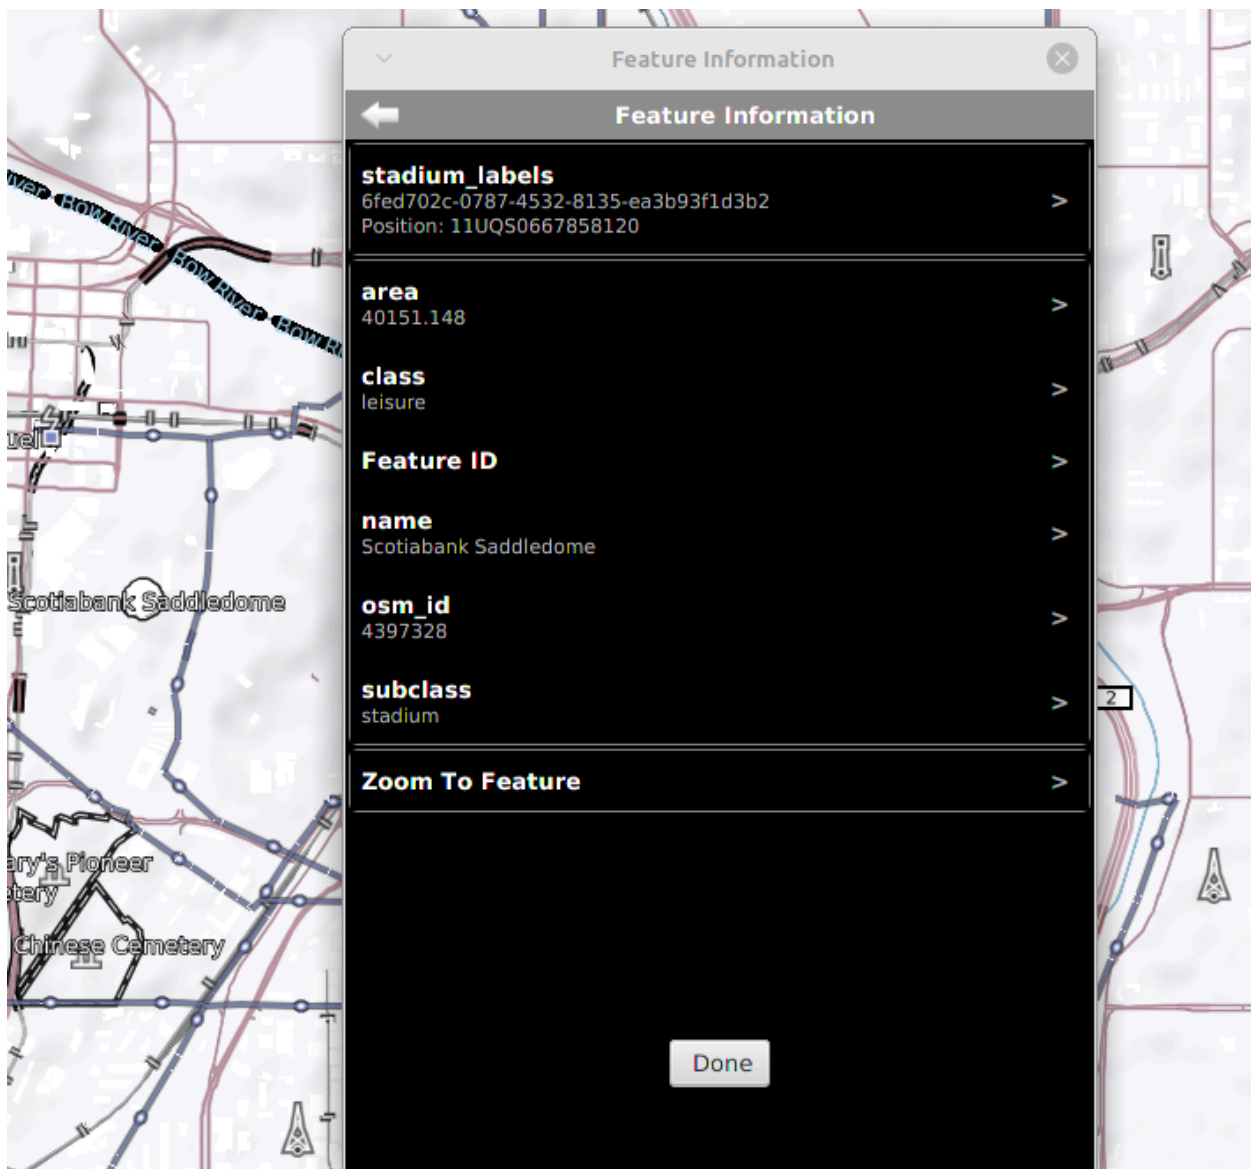 Feature Information
Feature Information
stadium_labels
6fed702c-0787-4532-8135-ea3b93f1d3b2
Position: 11UQS0667858120
>
area
40151.148
>
class
leisure
>
Feature ID
>
name
Scotiabank Saddledome
>
osm_id
4397328
>
subclass
stadium
>
Zoom To Feature
>
Done
River
Bow River
Bow River
Bow
Scotiabank Saddledome
Pioneer
Chinese Cemetery
2